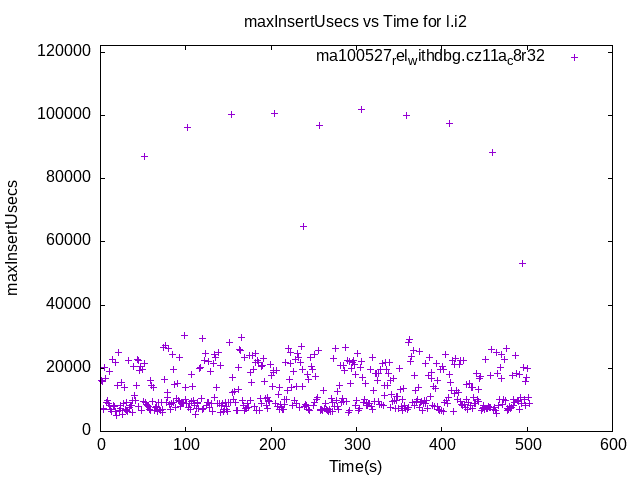 maxInsertUsecs vs Time for l.i2
ma100527relwithdbg.cz11ac8r32
120000
100000
80000
60000
40000
20000
0
maxInsertUsecs
0 100 200 300 400 500 600
Time(s)